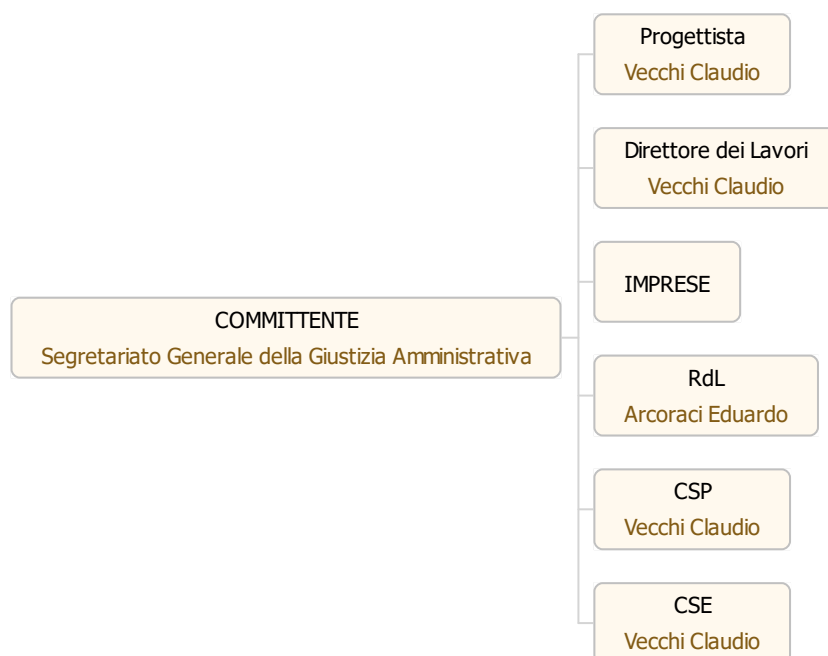 Progettista
Vecchi Claudio
Direttore dei Lavori
Vecchi Claudio
IMPRESE
COMMITTENTE
Segretariato Generale della Giustizia Amministrativa
RdL
Arcoraci Eduardo
CSP
Vecchi Claudio
CSE
Vecchi Claudio